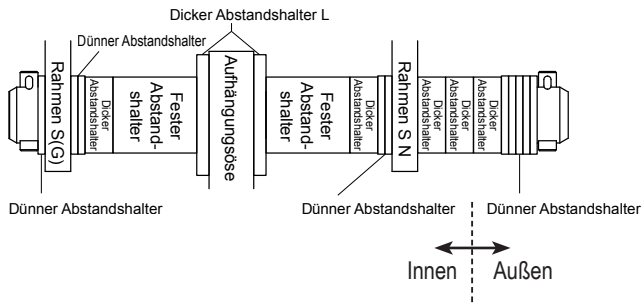 Dicker Abstandshalter L
Dünner Abstandshalter
Rahmen S(G)
Dicker
Abstandshalter
Fester
Abstand-
shalter
Aufhängungsöse
Fester
Abstand-
shalter
Dicker
Abstandshalter
Rahmen S N
Dicker
Abstandshalter
Dicker
Abstandshalter
Dicker
Abstandshalter
Dünner Abstandshalter
Dünner Abstandshalter
Dünner Abstandshalter
Innen
Außen